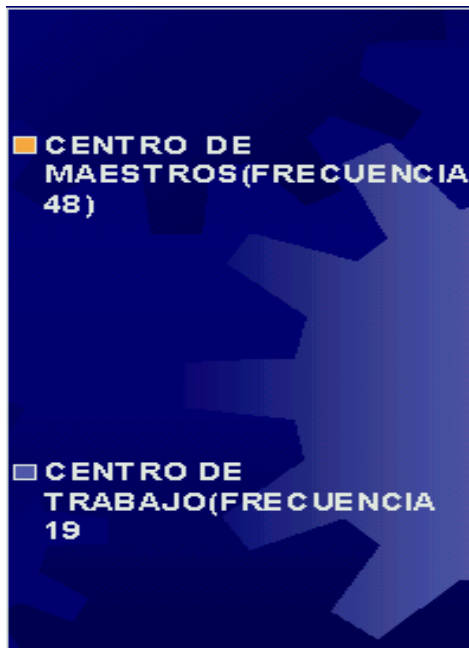 CENTRO DE
MAESTROS(FRECUENCIA
48)
CENTRO DE
TRABAJO(FRECUENCIA
19